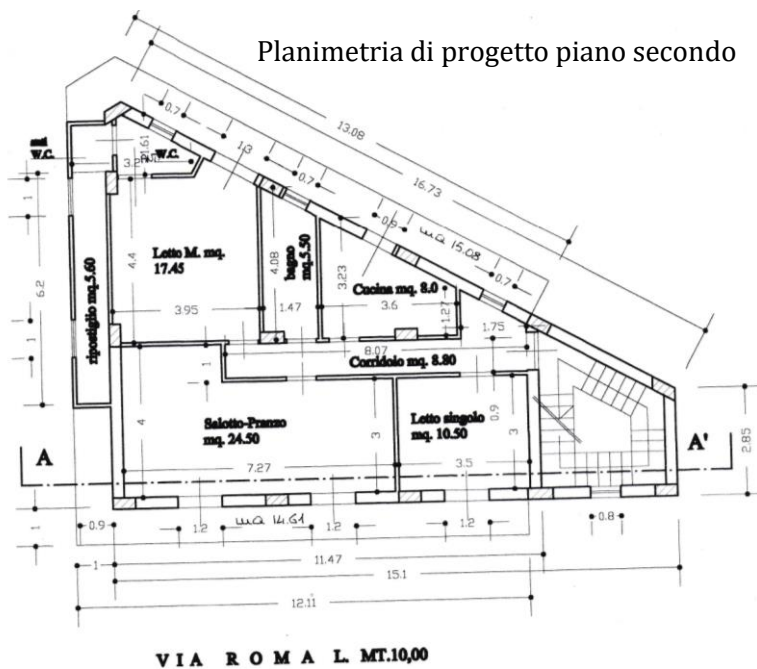 Planimetria di progetto piano secondo
13.08
16.73
0.7
1.3
0.7
0.9
mq 15.08
0.7
W.C.
W.C.
1
6.2
1
ripostiglio mq.5.60
4.4
Letto M. mq.
17.45
3.95
4.08
bagno
mq.5.50
1.47
3.23
Cucina mq. 8.0
3.6
1.27
1.75
8.07
Corridoio mq. 8.80
1
4
Salotto-Pranzo
mq. 24.50
3
7.27
Letto singolo
mq. 10.50
0.9
3
3.5
A
A'
2.85
1
0.9
1.2
mq 14.61
1.2
1.2
0.8
1
11.47
15.1
12.11
VIA ROMA L. MT.10,00